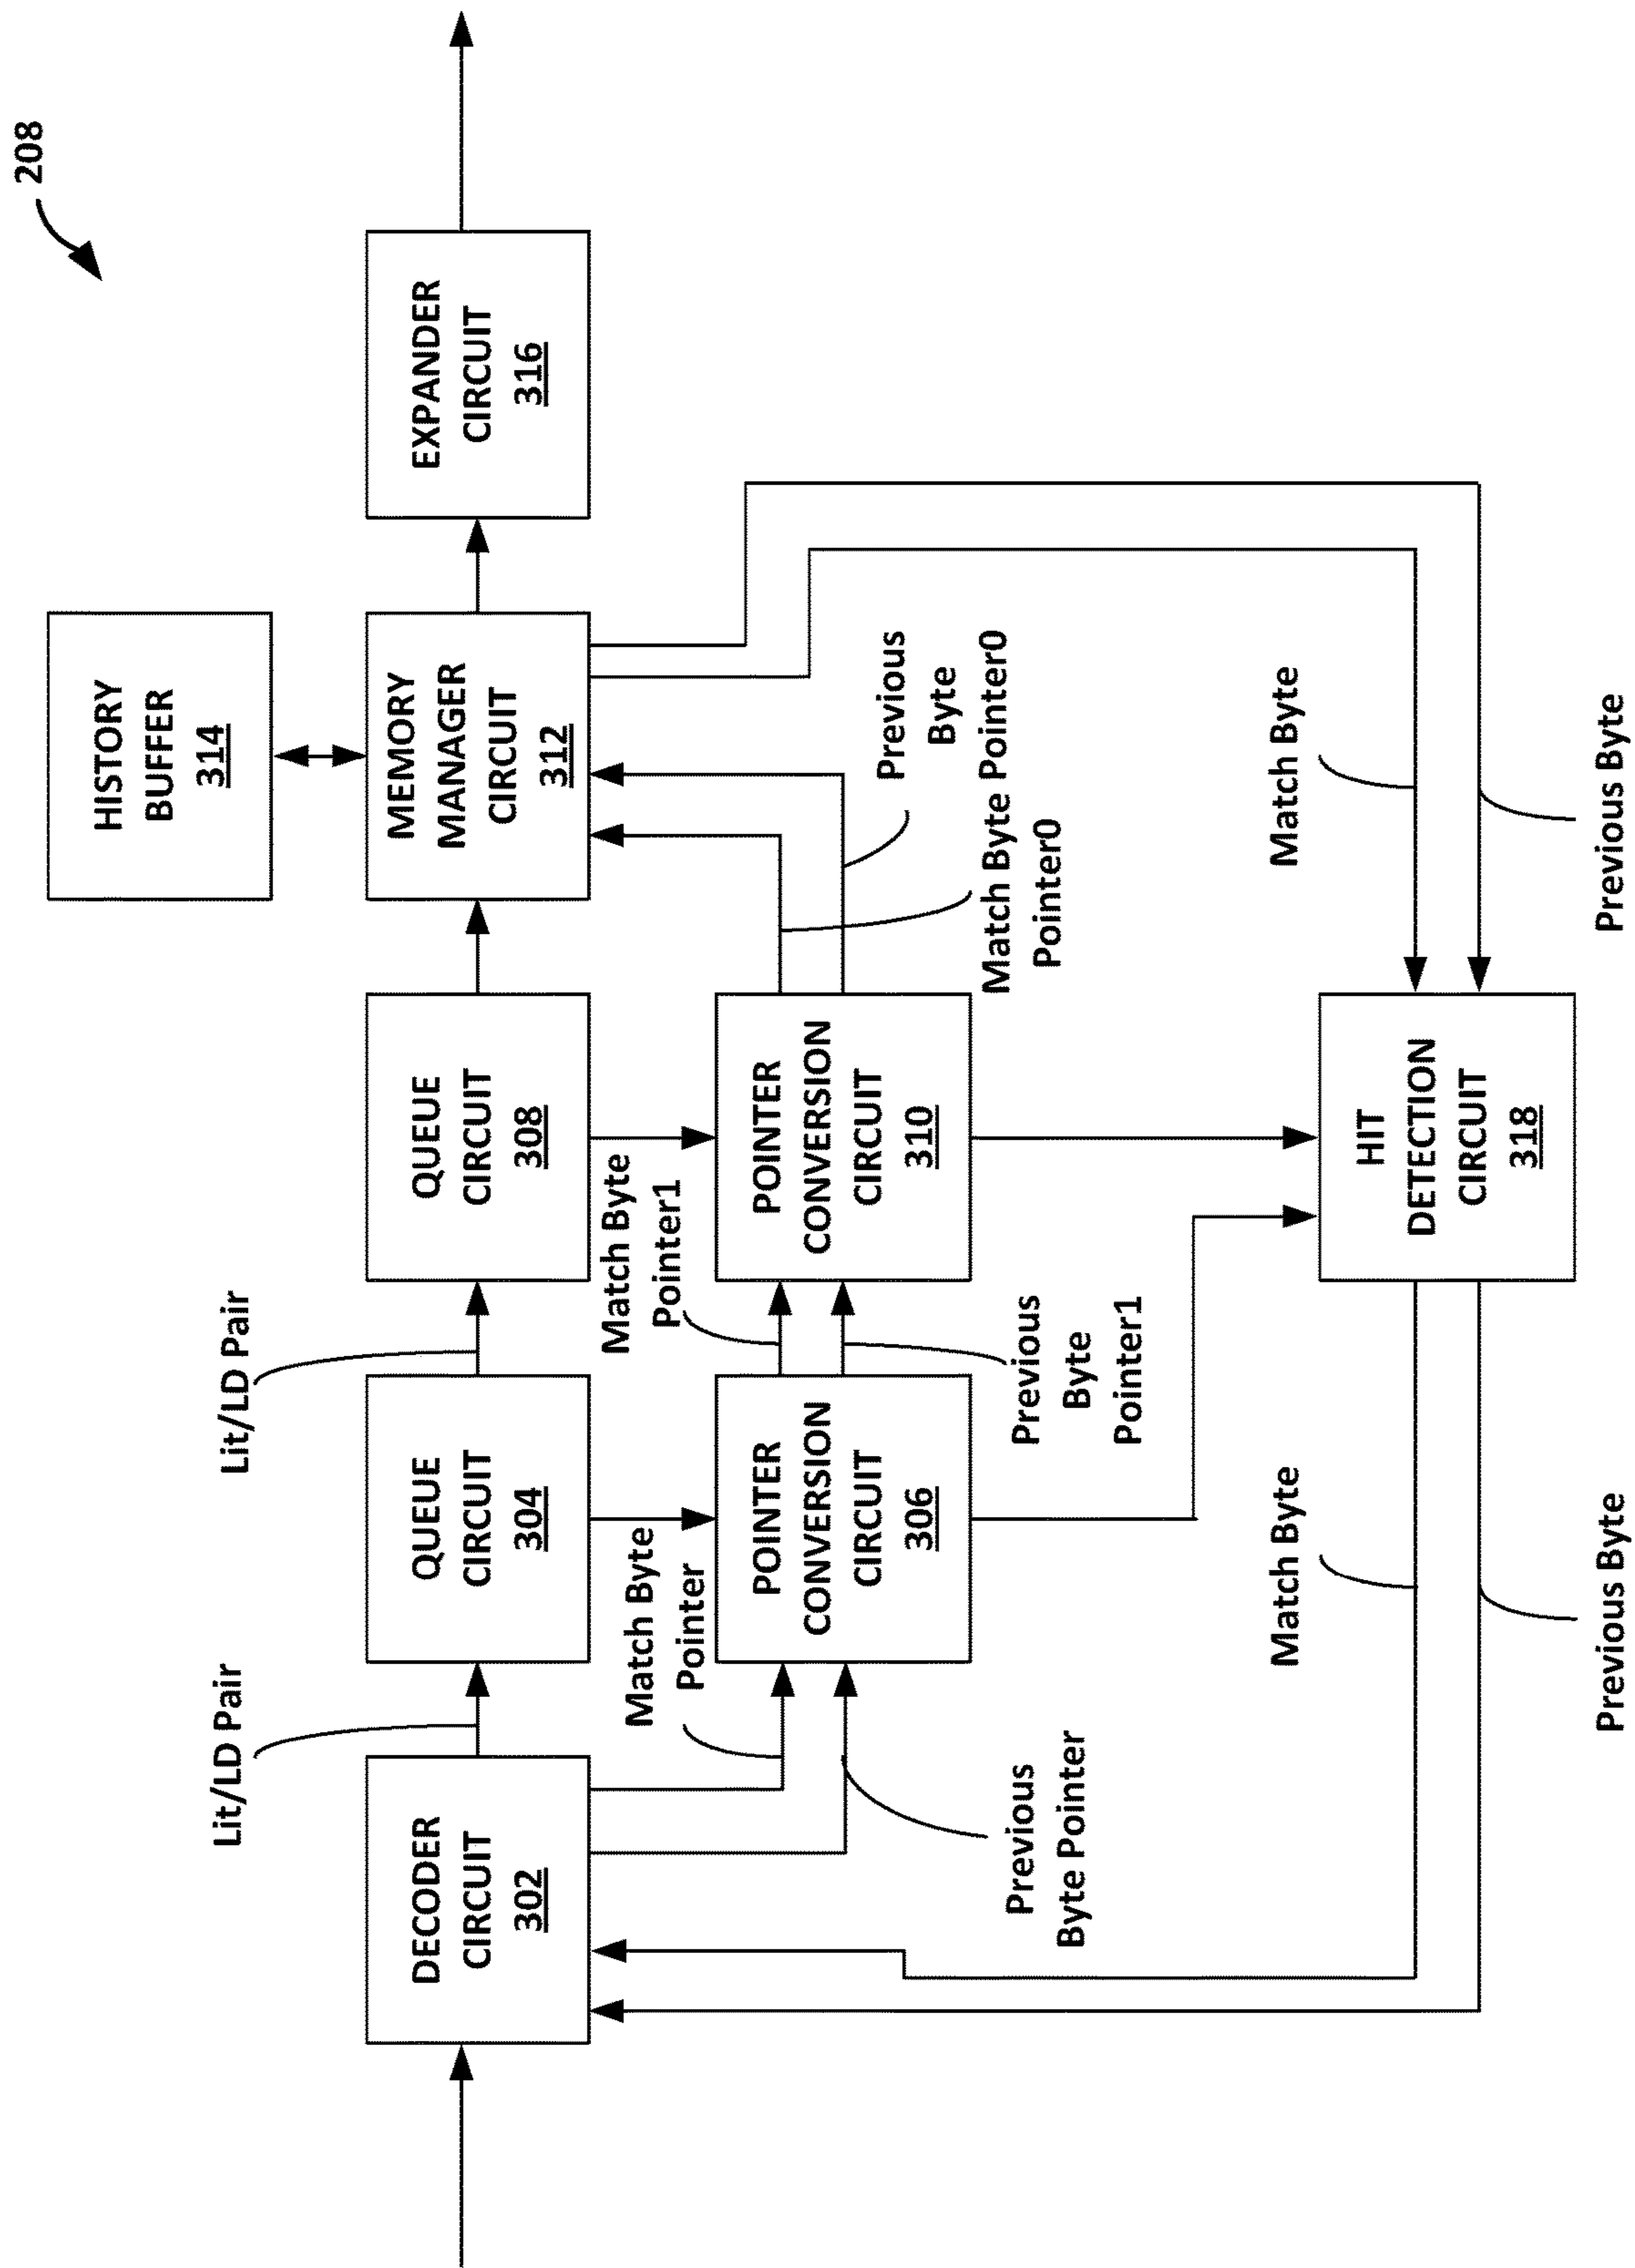 208
HISTORY
BUFFER
314
DECODER
CIRCUIT
302
Lit/LD Pair
QUEUE
CIRCUIT
304
Lit/LD Pair
QUEUE
CIRCUIT
308
MEMORY
MANAGER
CIRCUIT
312
EXPANDER
CIRCUIT
316
Match Byte
Pointer
Previous
Byte Pointer
POINTER
CONVERSION
CIRCUIT
306
Match Byte
Pointer1
Previous
Byte
Pointer1
POINTER
CONVERSION
CIRCUIT
310
Previous
Byte
Match Byte Pointer0
Pointer0
Match Byte
Previous Byte
HIT
DETECTION
CIRCUIT
318
Match Byte
Previous Byte